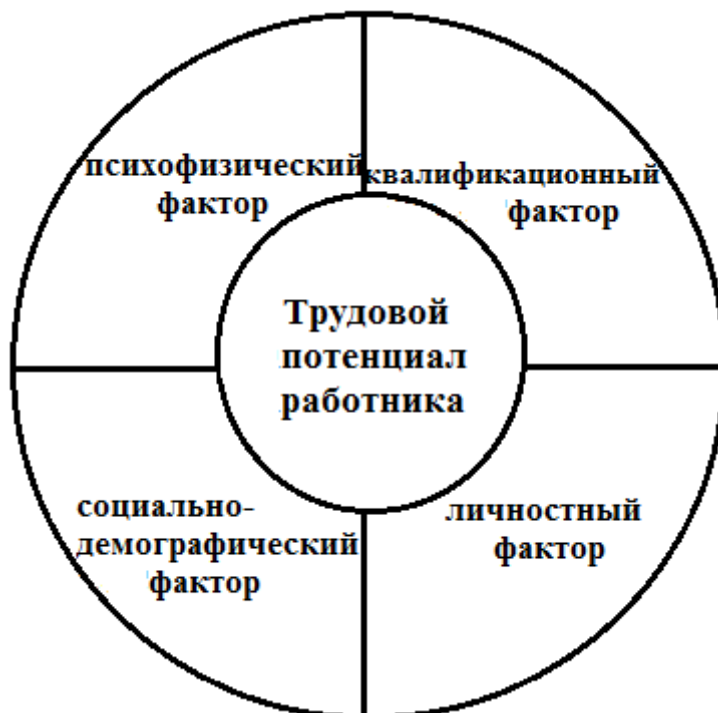 психофизический
фактор
квалификационный
фактор
Трудовой
потенциал
работника
социально-
демографический
фактор
личностный
фактор